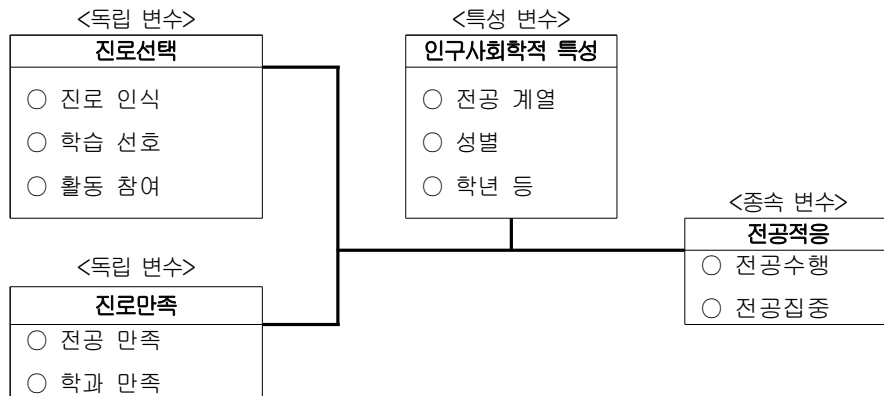 <독립 변수>
진로선택
○ 진로 인식
○ 학습 선호
○ 활동 참여
<특성 변수>
인구사회학적 특성
○ 전공 계열
○ 성별
○ 학년 등
<독립 변수>
진로만족
○ 전공 만족
○ 학과 만족
<종속 변수>
전공적응
○ 전공수행
○ 전공집중